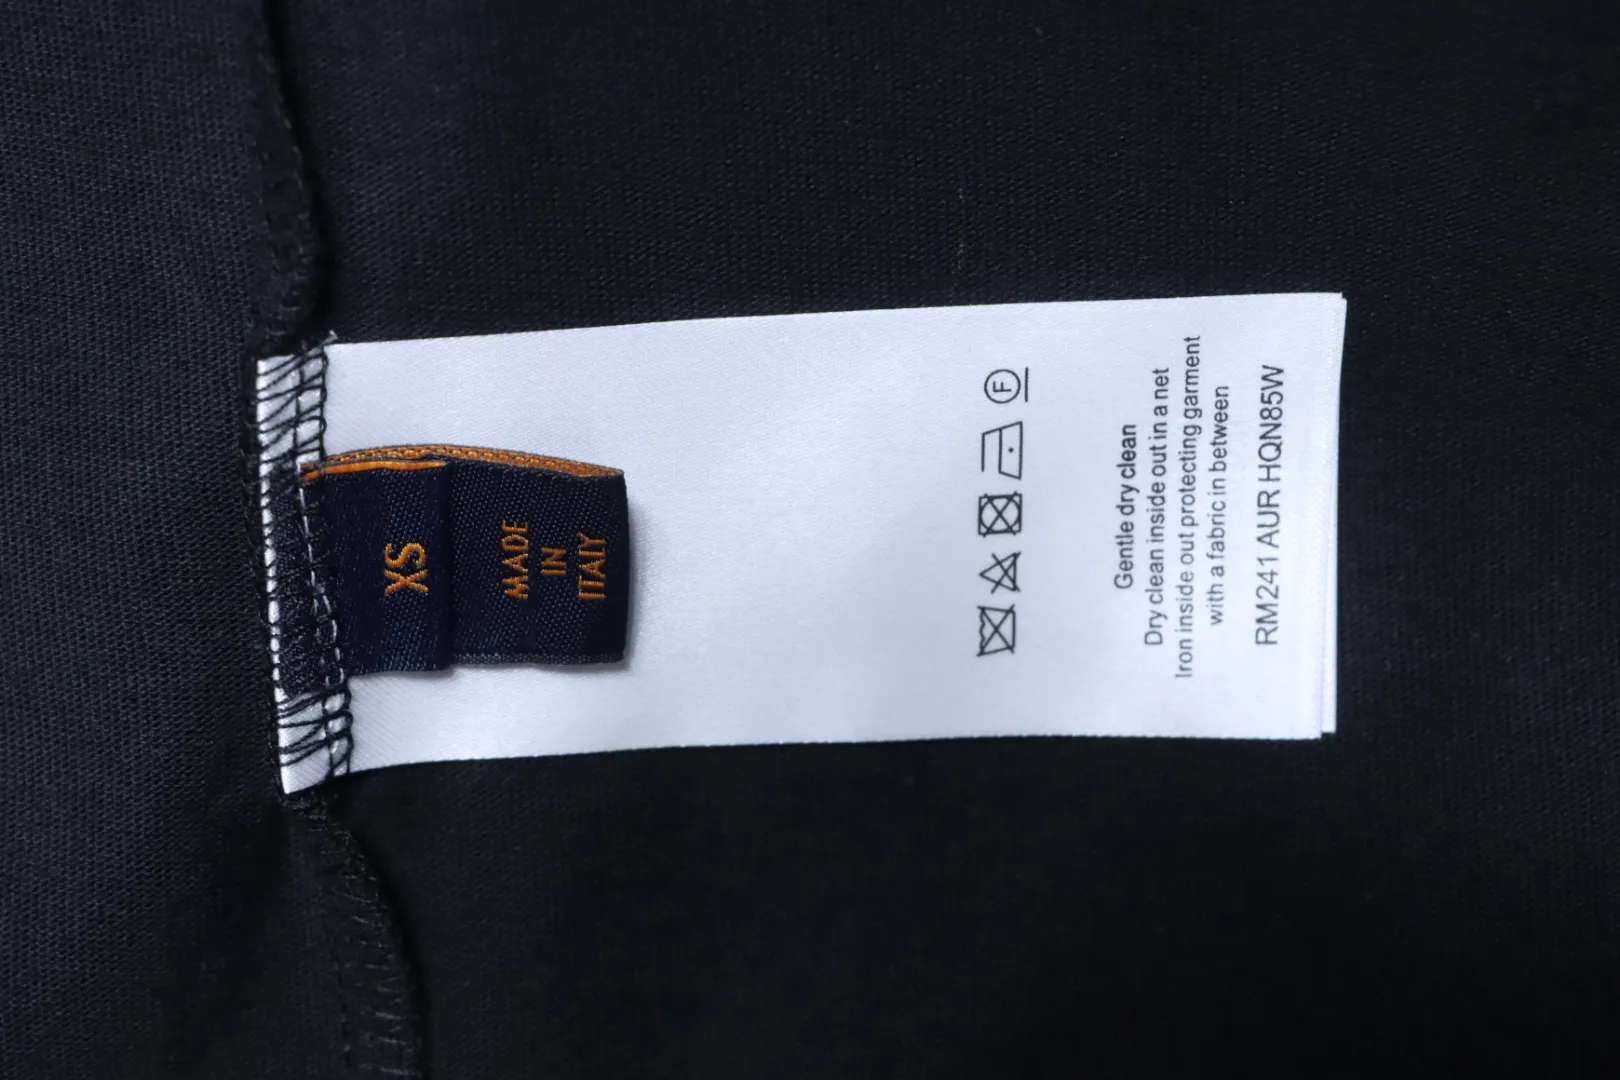 XS
MADE
IN
ITALY
F
Gentle dry clean
Dry clean inside out in a net
Iron inside out protecting garment
with a fabric in between
RM241 AUR HQN85W